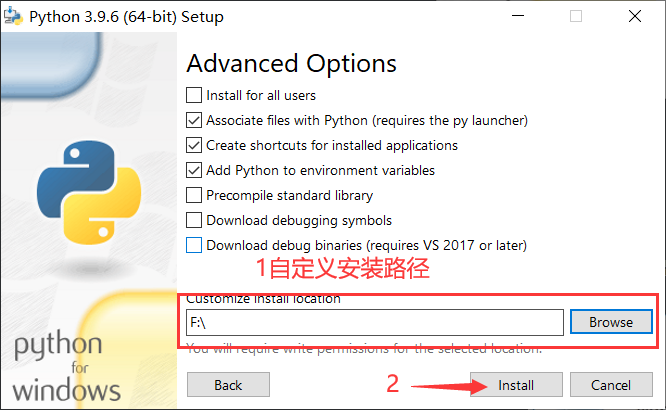 Python 3.9.6 (64-bit) Setup
Advanced Options
Install for all users
Associate files with Python (requires the py launcher)
Create shortcuts for installed applications
Add Python to environment variables
Precompile standard library
Download debugging symbols
Download debug binaries (requires VS 2017 or later)
1自定义安装路径
Customize install location
F:\
Browse
You will require write permissions for the selected location.
python
for
windows
Back
2
Install
Cancel